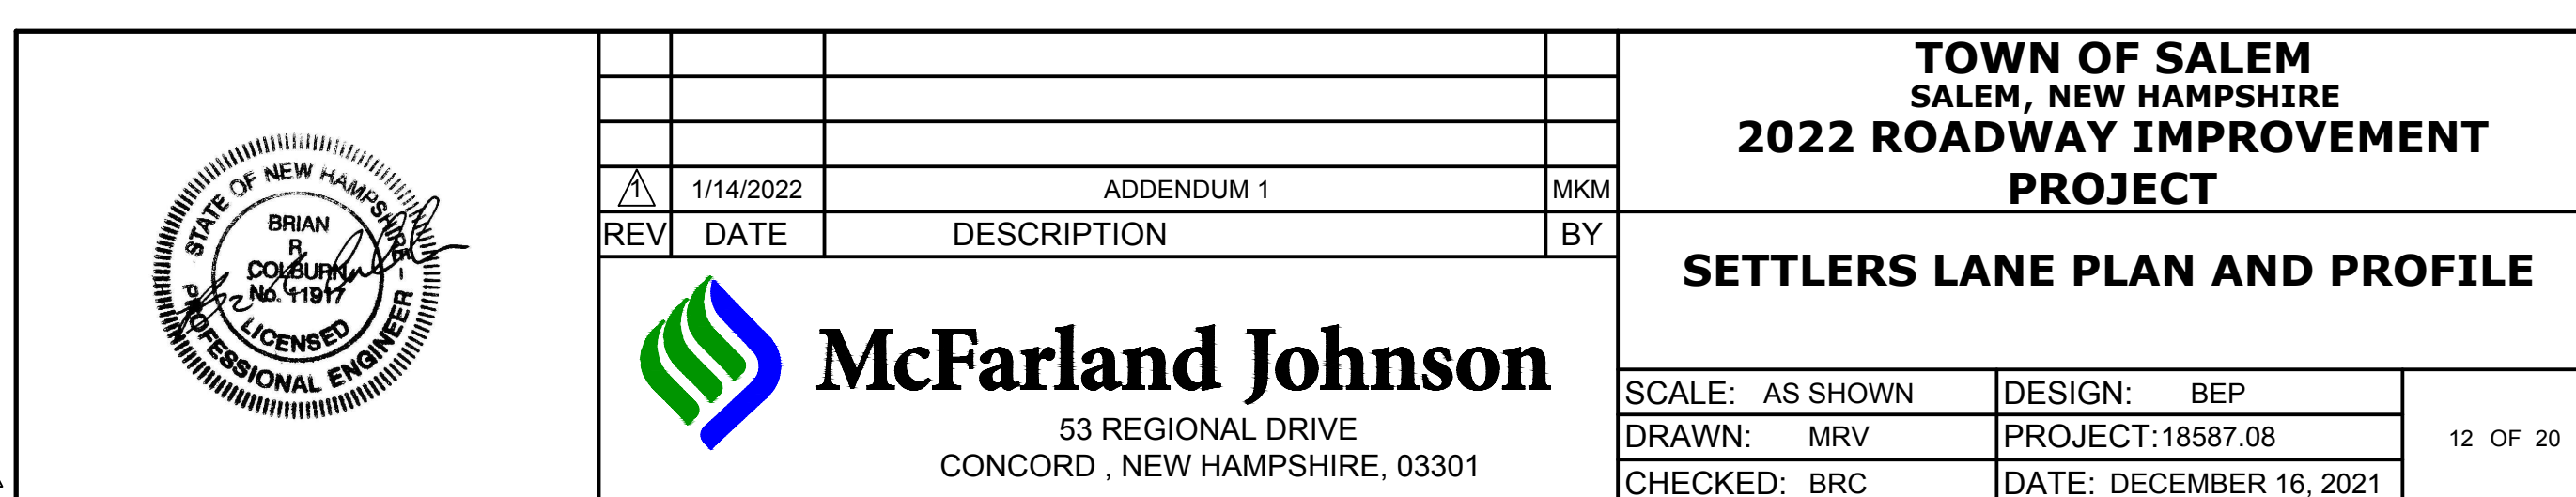 STATE OF NEW HAMPSHIRE -
BRIAN
R.
COLBURN
No. 11917
LICENSED
PROFESSIONAL ENGINEER
1 1/14/2022 ADDENDUM 1 MKM
REV DATE DESCRIPTION BY
McFarland Johnson
53 REGIONAL DRIVE
CONCORD , NEW HAMPSHIRE, 03301
TOWN OF SALEM
SALEM, NEW HAMPSHIRE
2022 ROADWAY IMPROVEMENT
PROJECT
SETTLERS LANE PLAN AND PROFILE
SCALE: AS SHOWN DESIGN: BEP
DRAWN: MRV PROJECT:18587.08 12 OF 20
CHECKED: BRC DATE: DECEMBER 16, 2021